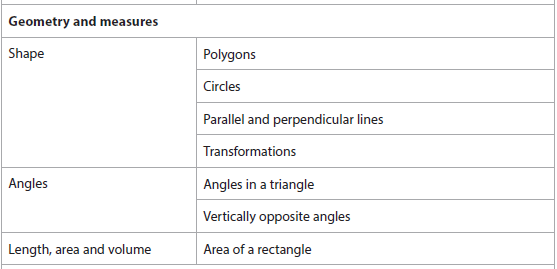 Geometry and measures
Shape
Polygons
Circles
Parallel and perpendicular lines
Transformations
Angles
Angles in a triangle
Vertically opposite angles
Length, area and volume
Area of a rectangle